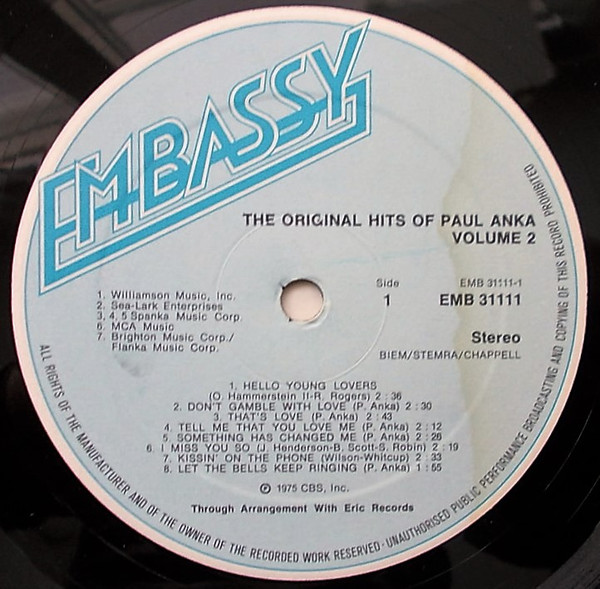 EMBASSY
THE ORIGINAL HITS OF PAUL ANKA
VOLUME 2
Side
1
EMB 31111-1
EMB 31111
Stereo
BIEM/STEMRA/CHAPPELL
1. Williamson Music, Inc.
2. Sea-Lark Enterprises
3, 4, 5 Spanka Music Corp.
6. MCA Music
7. Brighton Music Corp./
Flanka Music Corp.
1. HELLO YOUNG LOVERS
(O. Hammerstein II-R. Rogers) 2 : 36
2. DON'T GAMBLE WITH LOVE (P. Anka) 2 : 30
3. THAT'S LOVE (P. Anka) 2 : 43
4. TELL ME THAT YOU LOVE ME (P. Anka) 2 : 12
5. SOMETHING HAS CHANGED ME (P. Anka) 2 : 26
6. I MISS YOU SO (J. Henderson-B. Scott-S. Robin) 2 : 19
7. KISSIN' ON THE PHONE (Wilson-Whitcup) 2 : 33
8. LET THE BELLS KEEP RINGING (P. Anka) 1 : 55
℗ 1975 CBS, Inc.
Through Arrangement With Eric Records
ALL RIGHTS OF THE MANUFACTURER AND OF THE OWNER OF THE RECORDED WORK RESERVED · UNAUTHORISED PUBLIC PERFORMANCE BROADCASTING AND COPYING OF THIS RECORD PROHIBITED